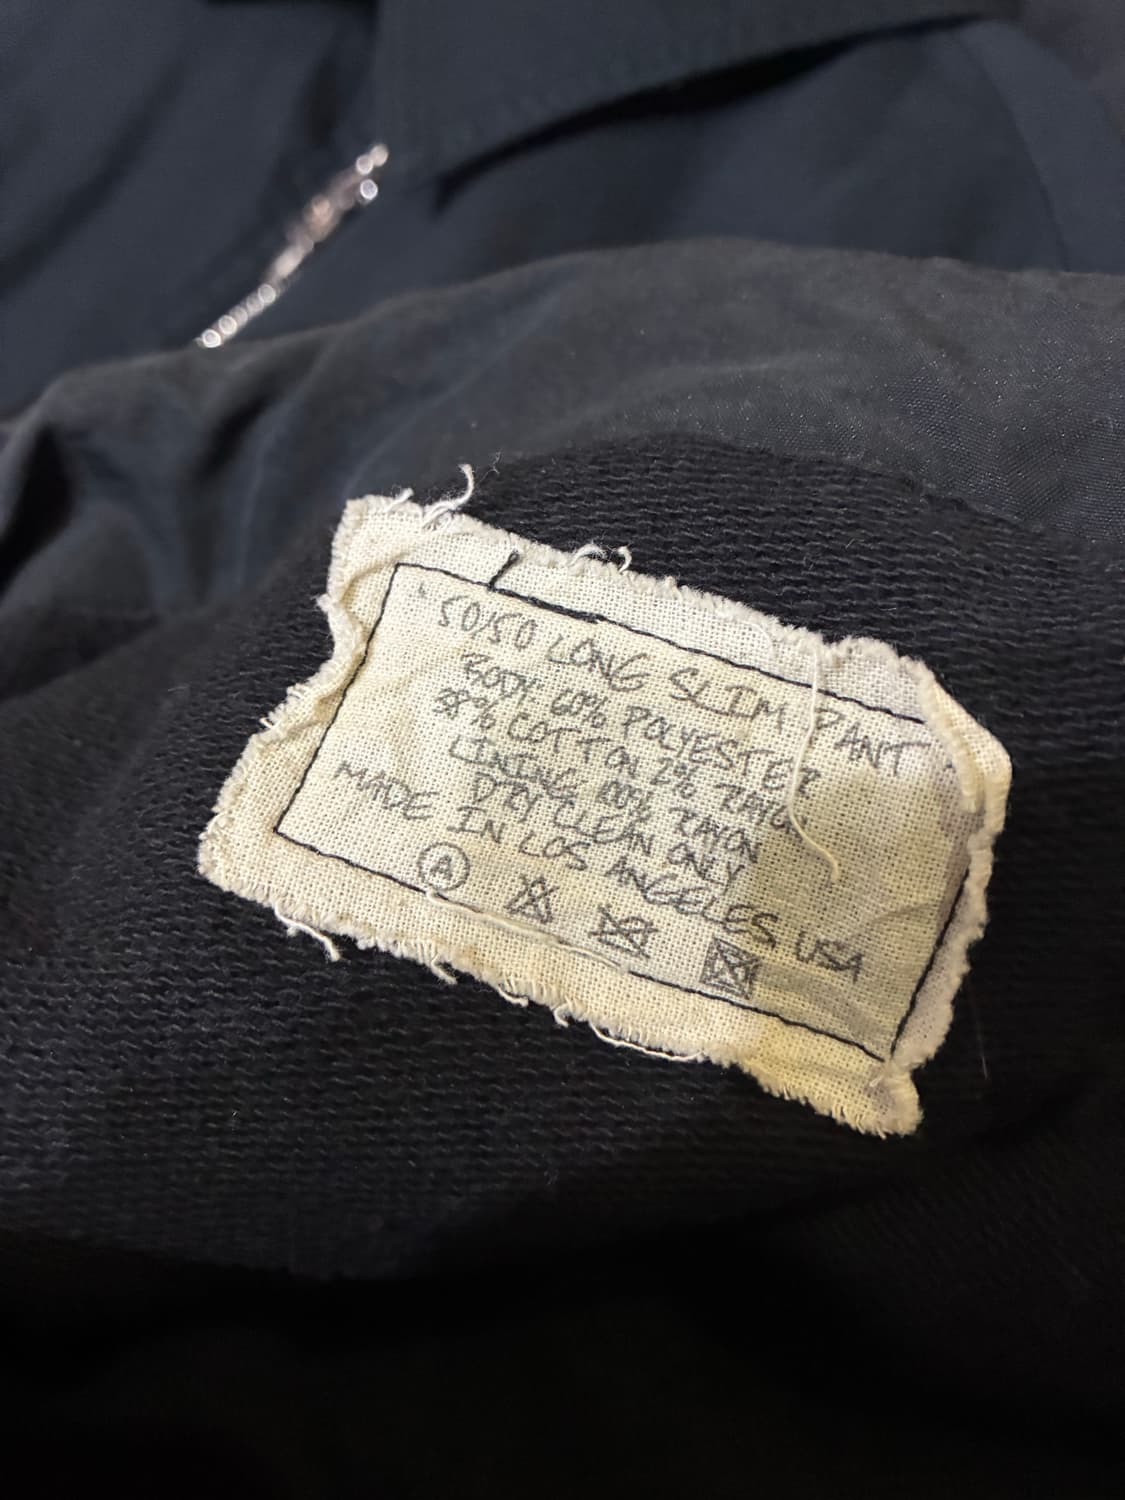 50/50 LONG SLIM PANT
BODY: 60% POLYESTER
38% COTTON 2% RAYON
LINING: 100% RAYON
DRY CLEAN ONLY
MADE IN LOS ANGELES USA
A